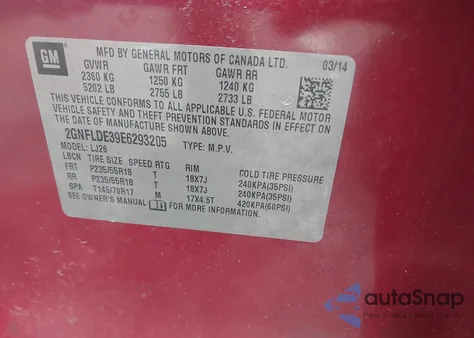 GM
MFD BY GENERAL MOTORS OF CANADA LTD. 03/14
GVWR GAWR FRT GAWR RR
2360 KG 1250 KG 1240 KG
5202 LB 2755 LB 2733 LB
THIS VEHICLE CONFORMS TO ALL APPLICABLE U.S. FEDERAL MOTOR
VEHICLE SAFETY, BUMPER, AND THEFT PREVENTION STANDARDS IN EFFECT ON
THE DATE OF MANUFACTURE SHOWN ABOVE.
2GNFLDE39E6293205 TYPE: M.P.V.
MODEL: LJ26
LBCN TIRE SIZE SPEED RTG RIM COLD TIRE PRESSURE
FRT P235/55R18 T 18X7J 240KPA(35PSI)
RR P235/55R18 T 18X7J 240KPA(35PSI)
SPA T145/70R17 M 17X4.5T 420KPA(60PSI)
SEE OWNER'S MANUAL FOR MORE INFORMATION.
autoSnap